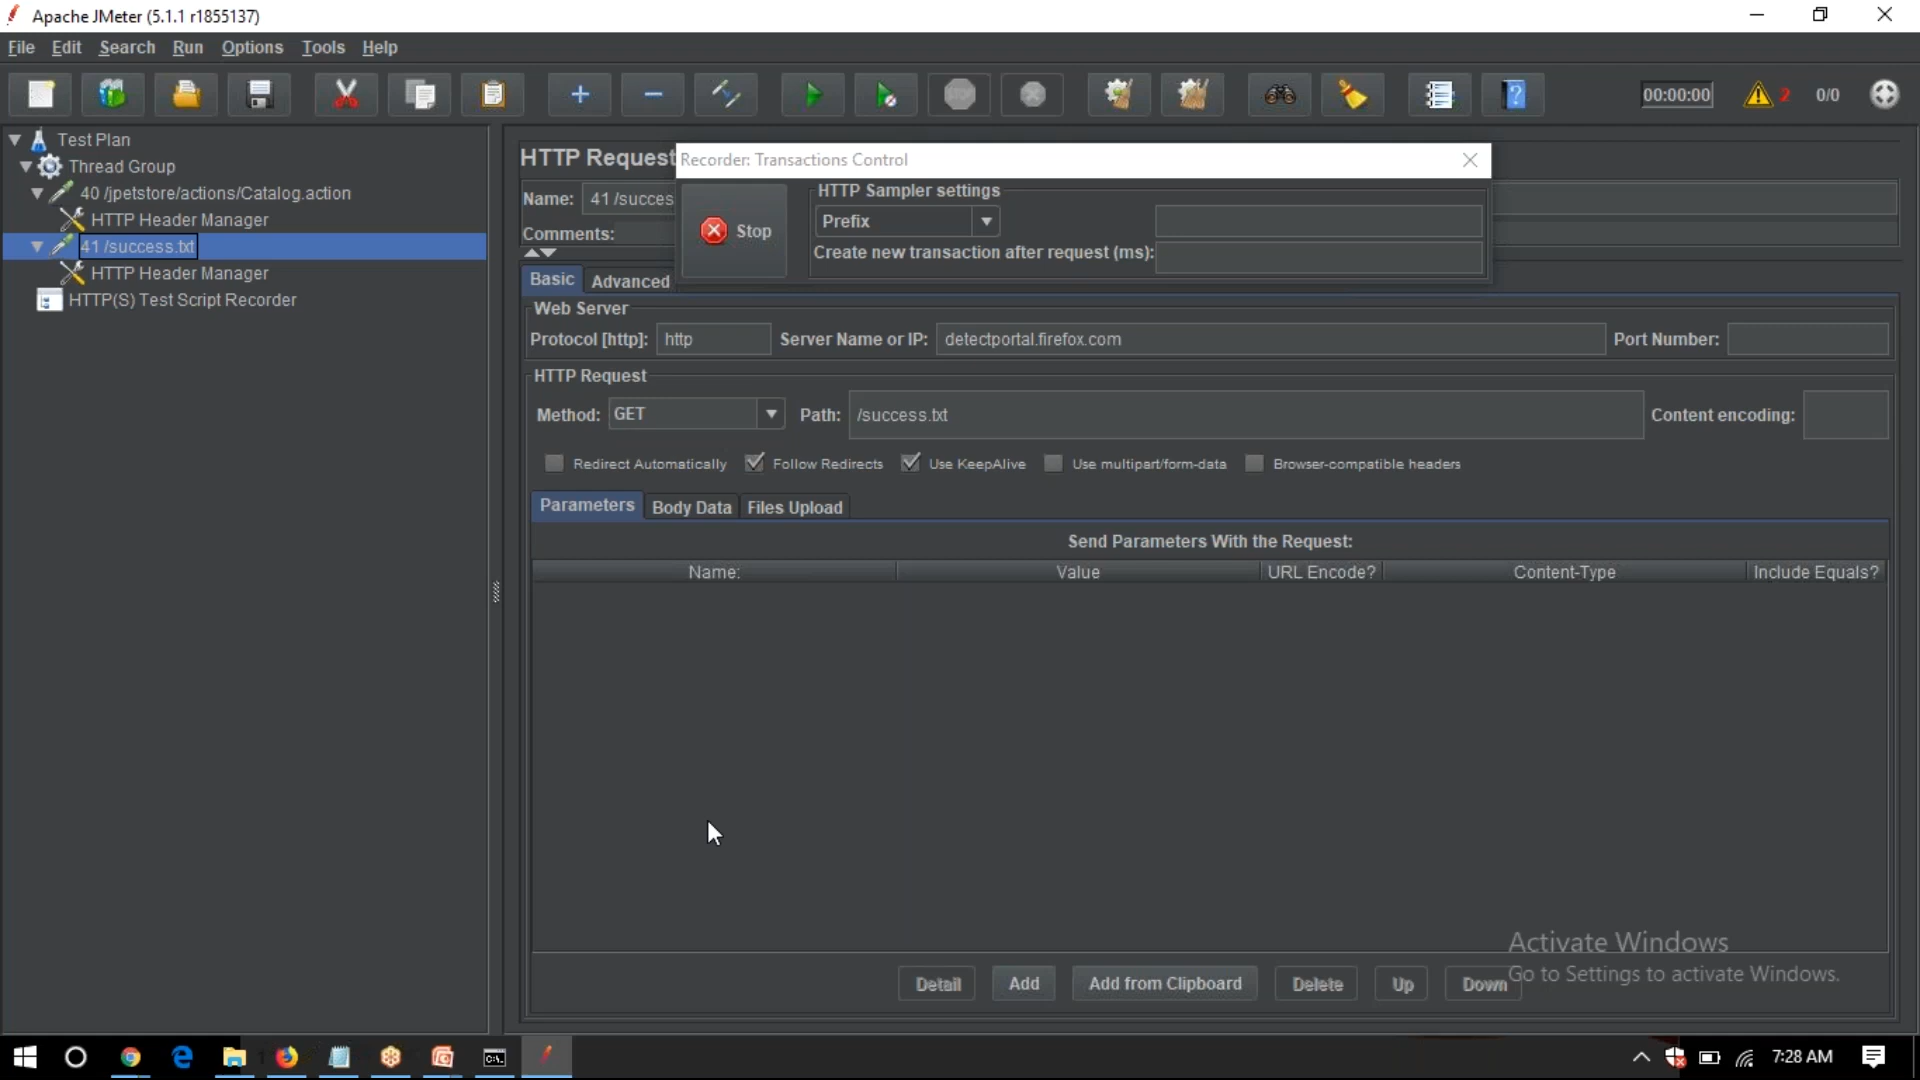 Apache JMeter (5.1.1 r1855137)
File Edit Search Run Options Tools Help
00:00:00 2 0/0
Test Plan
Thread Group
40 /jpetstore/actions/Catalog.action
HTTP Header Manager
41 /success.txt
HTTP Header Manager
HTTP(S) Test Script Recorder
HTTP Request
Name: 41 /succes
Comments:
Recorder: Transactions Control
Stop
HTTP Sampler settings
Prefix
Create new transaction after request (ms):
Basic Advanced
Web Server
Protocol [http]: http Server Name or IP: detectportal.firefox.com Port Number:
HTTP Request
Method: GET Path: /success.txt Content encoding:
Redirect Automatically Follow Redirects Use KeepAlive Use multipart/form-data Browser-compatible headers
Parameters Body Data Files Upload
Send Parameters With the Request:
Name: Value URL Encode? Content-Type Include Equals?
Detail Add Add from Clipboard Delete Up Down
Activate Windows
Go to Settings to activate Windows.
7:28 AM